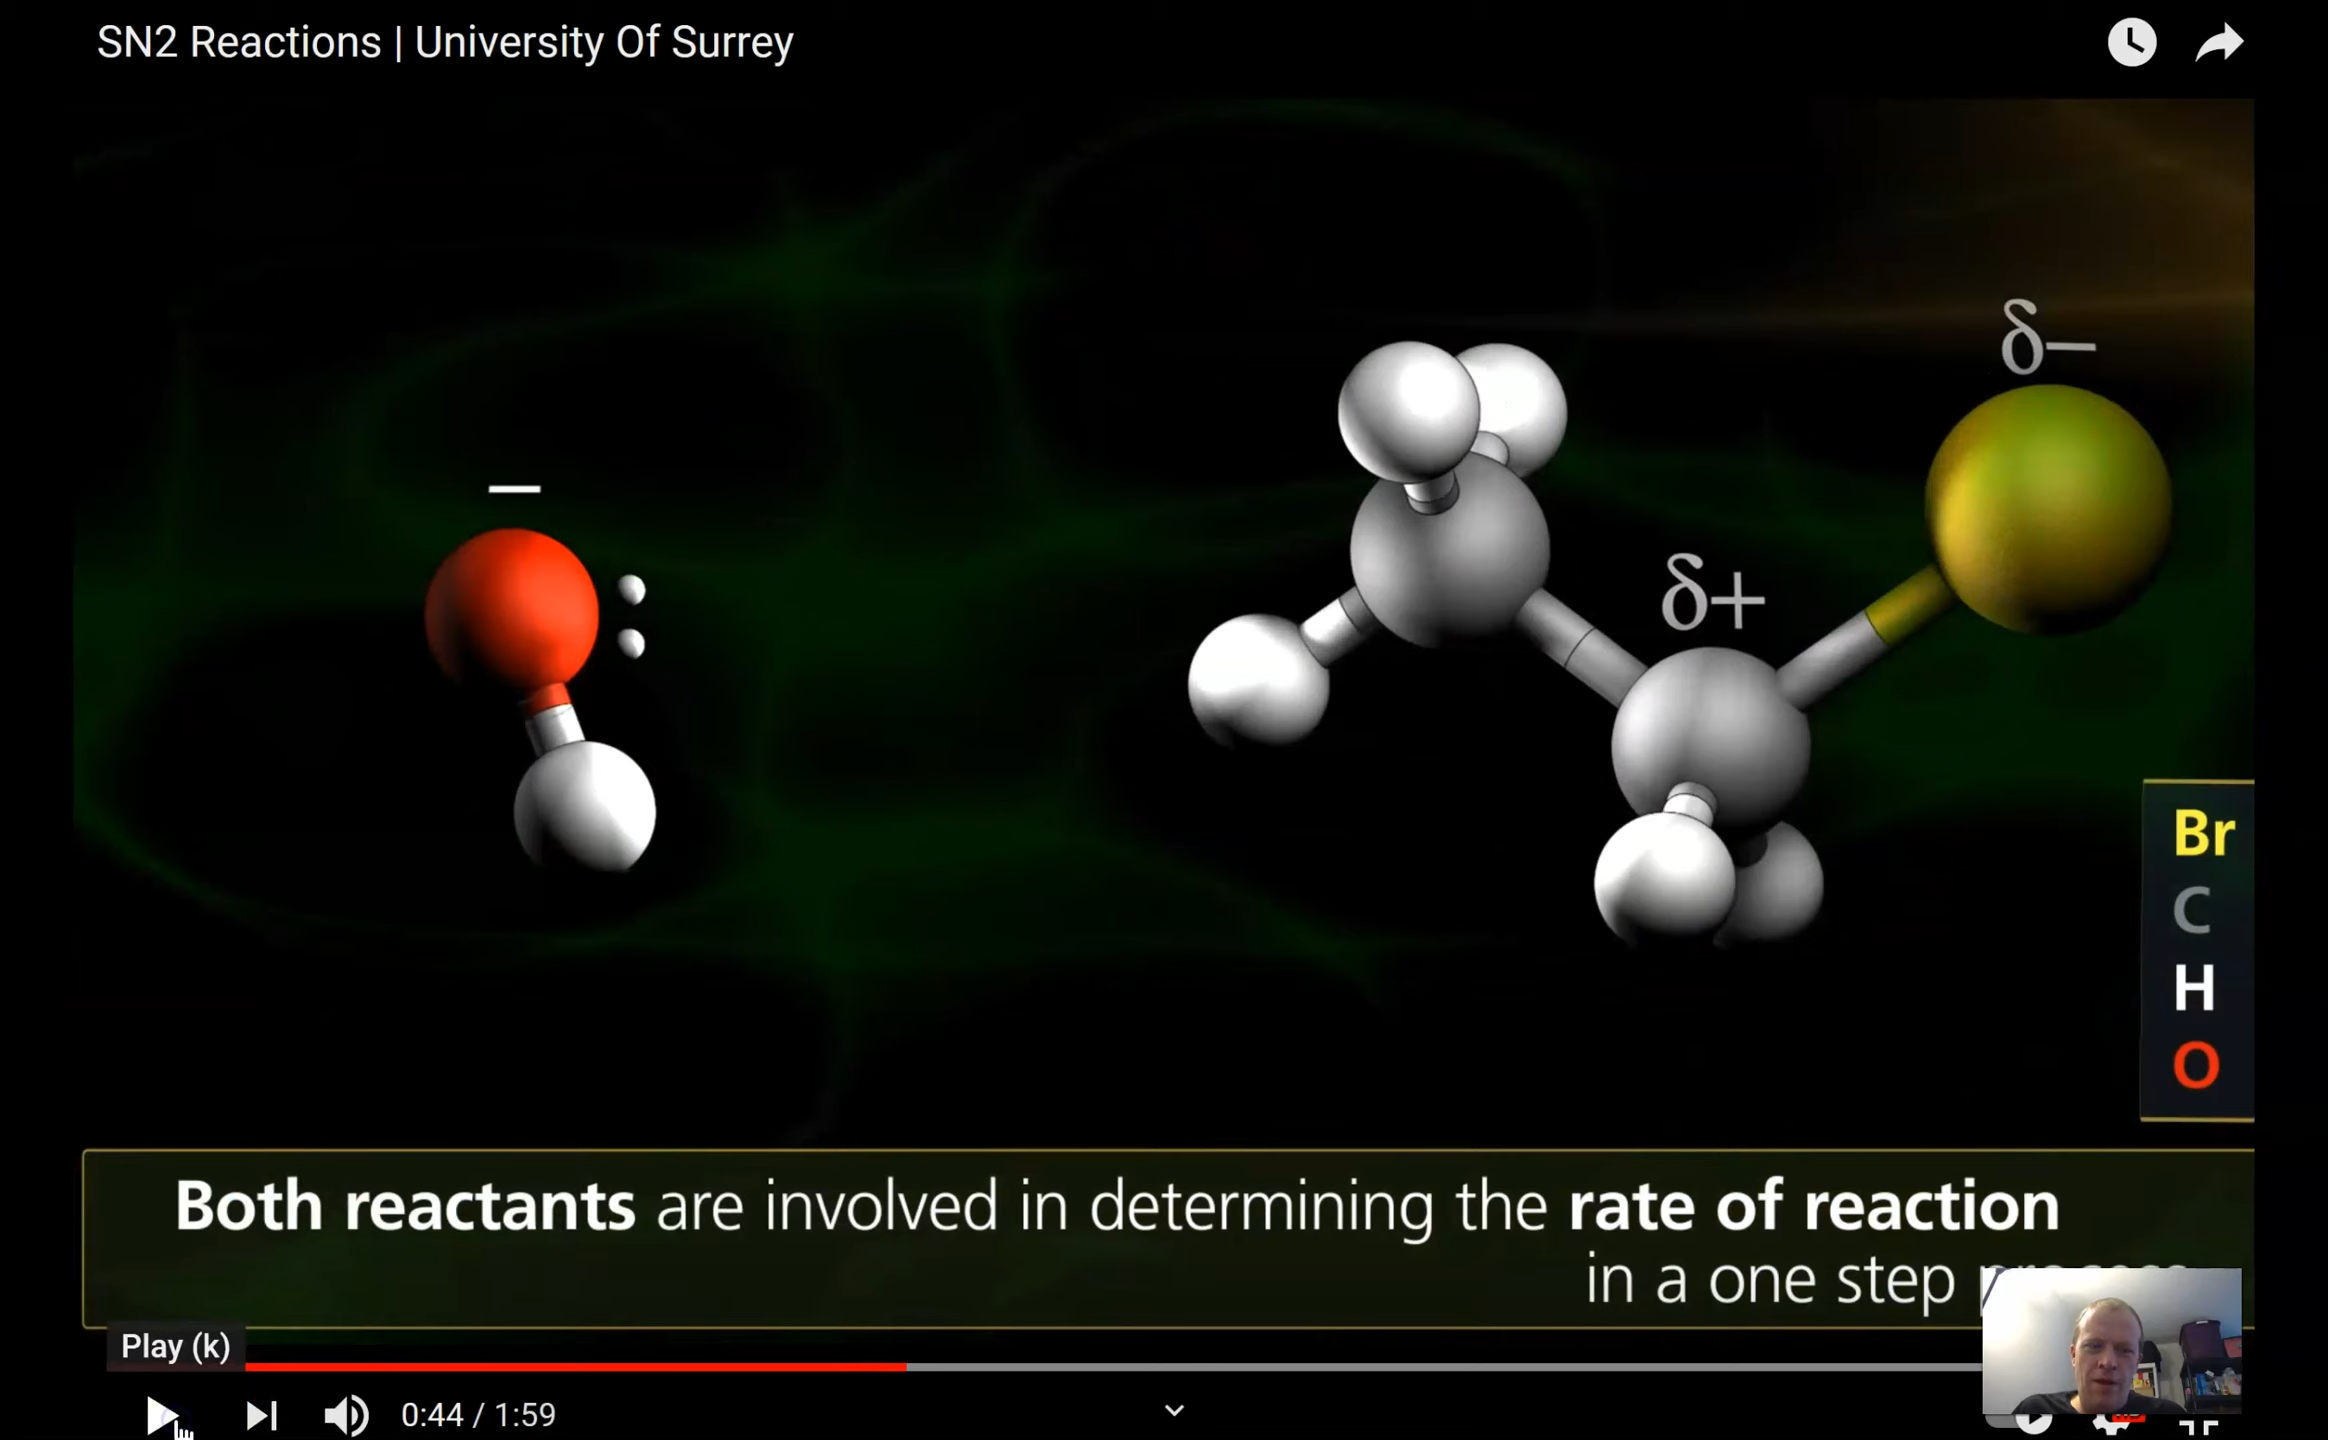 SN2 Reactions | University Of Surrey
δ−
−
δ+
Br
C
H
O
Both reactants are involved in determining the rate of reaction
in a one step
Play (k)
0:44 / 1:59